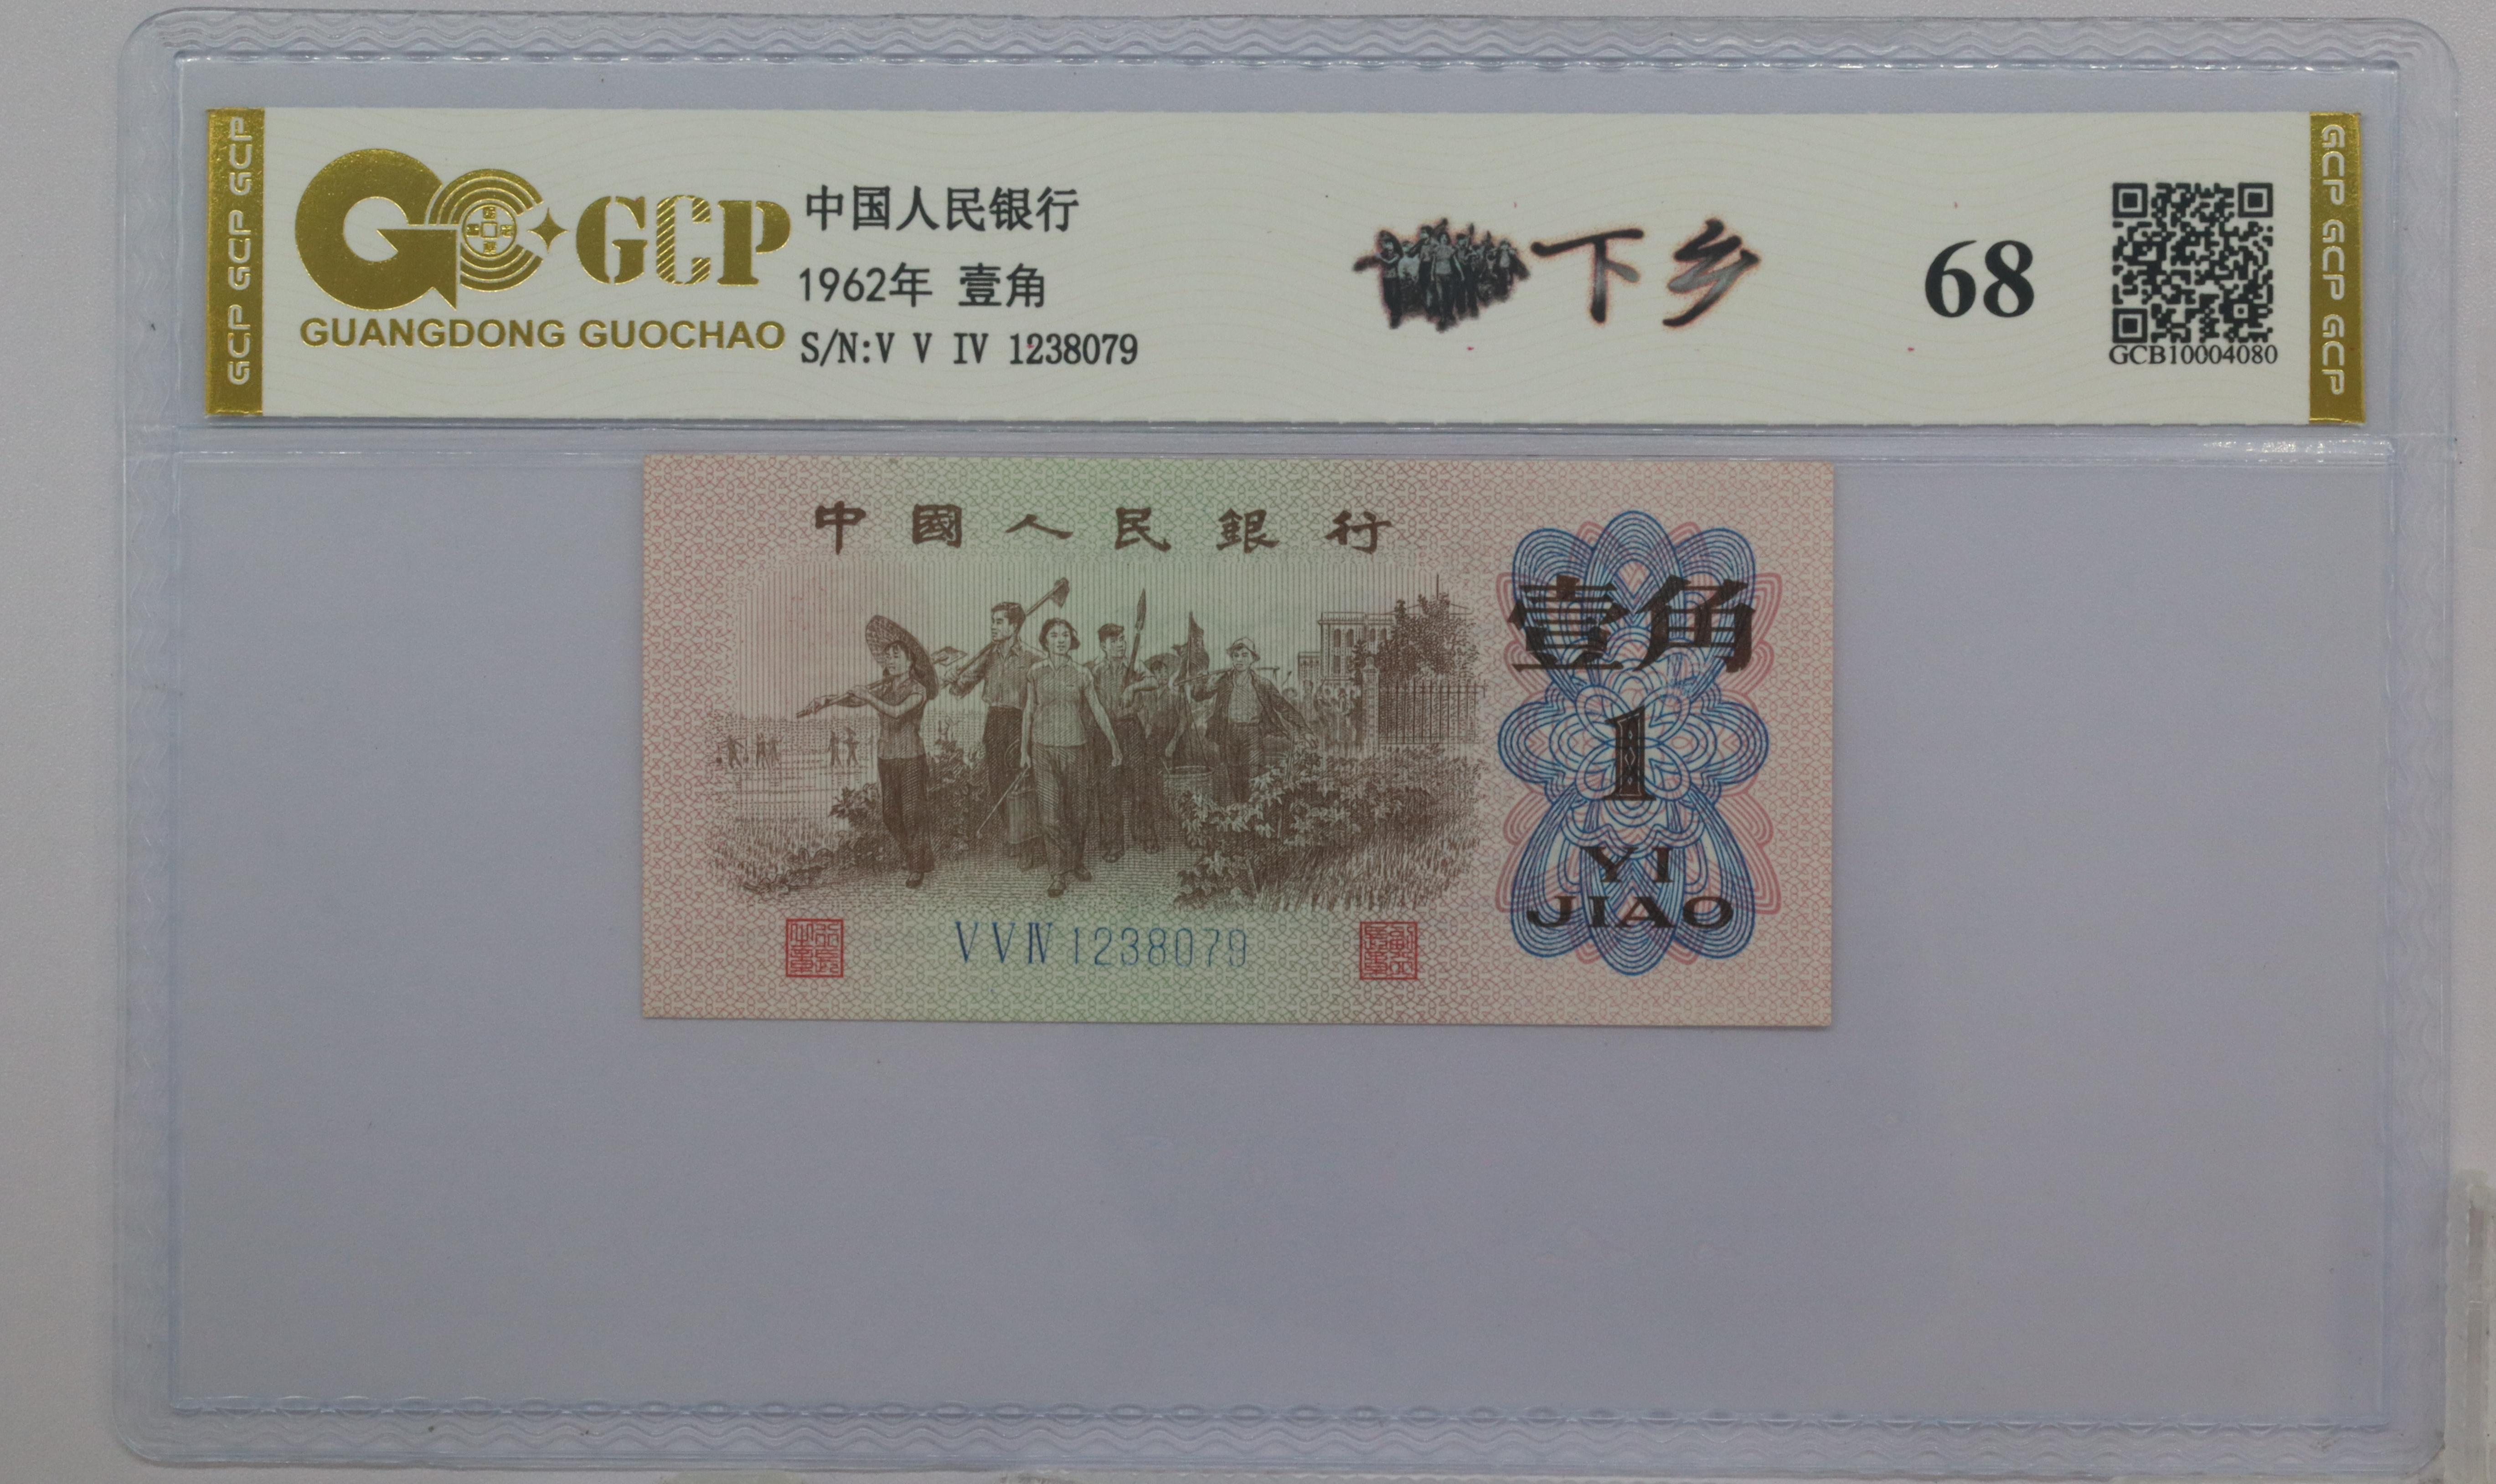 GCP GCP GCP
GCP
GUANGDONG GUOCHAO
中国人民银行
1962年 壹角
S/N:V V IV 1238079
下乡
68
GCB10004080
GCP GCP GCP
中國人民銀行
壹角
1
YI
JIAO
V V IV 1238079